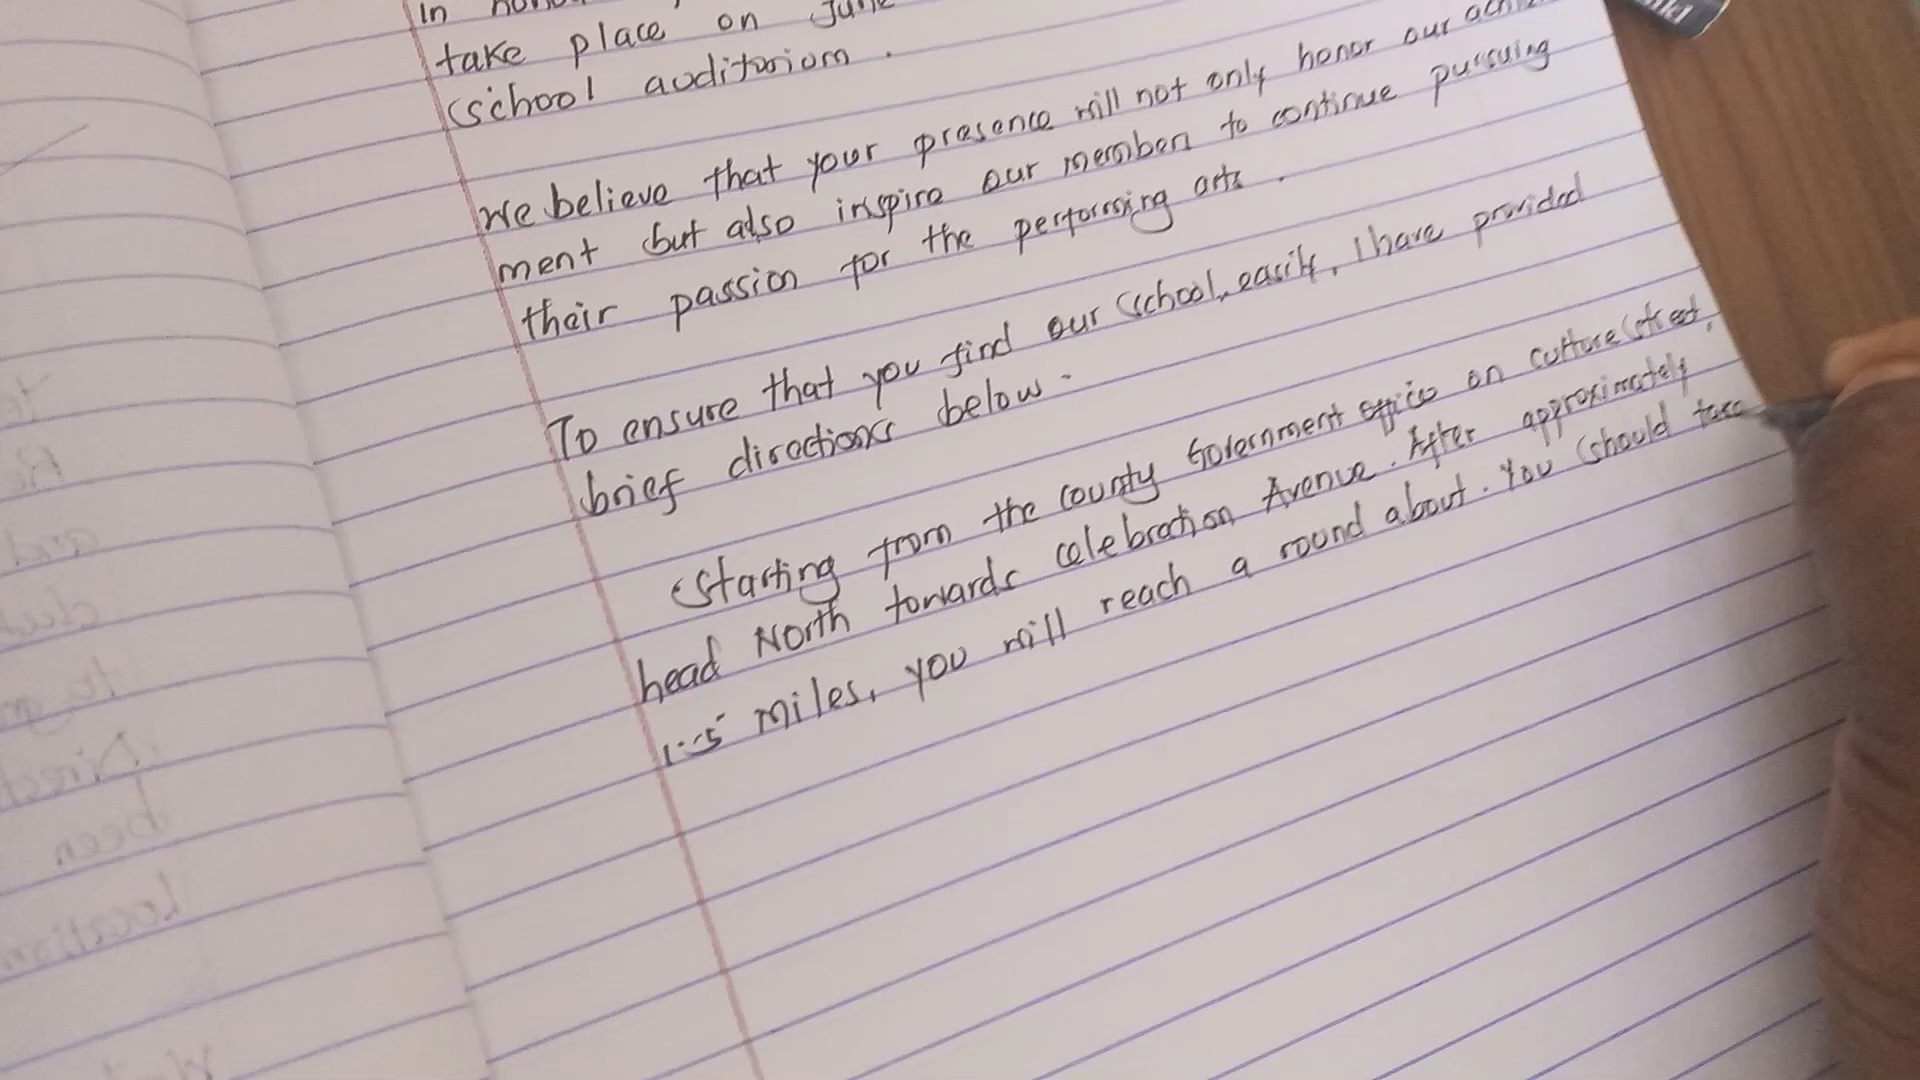 In
take place on June
school auditorium.
We believe that your presence will not only honor our
ment but also inspire our members to continue pursuing
their passion for the performing arts.
To ensure that you find our school, easily, I have provided
brief directions below.
Starting from the county Government office on culture street,
head North towards celebration Avenue. After approximately
1.5 miles, you will reach a round about. You should take